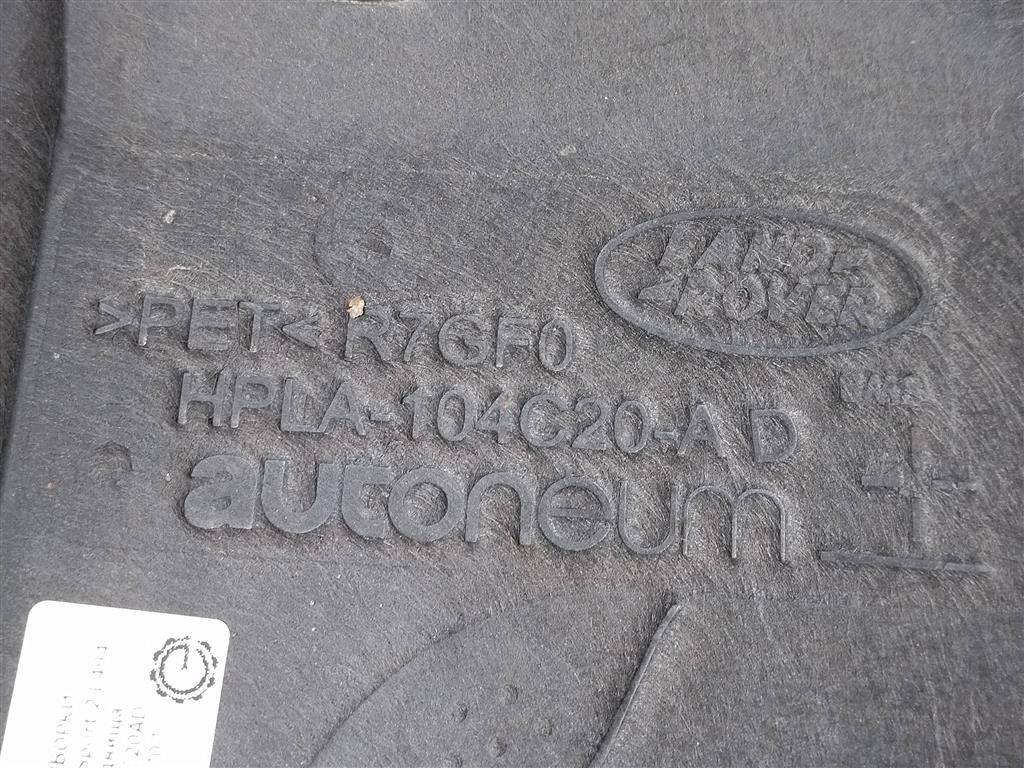 LAND-
ROVER
>PET< R7GF0
HPLA-104C20-AD
autoneum